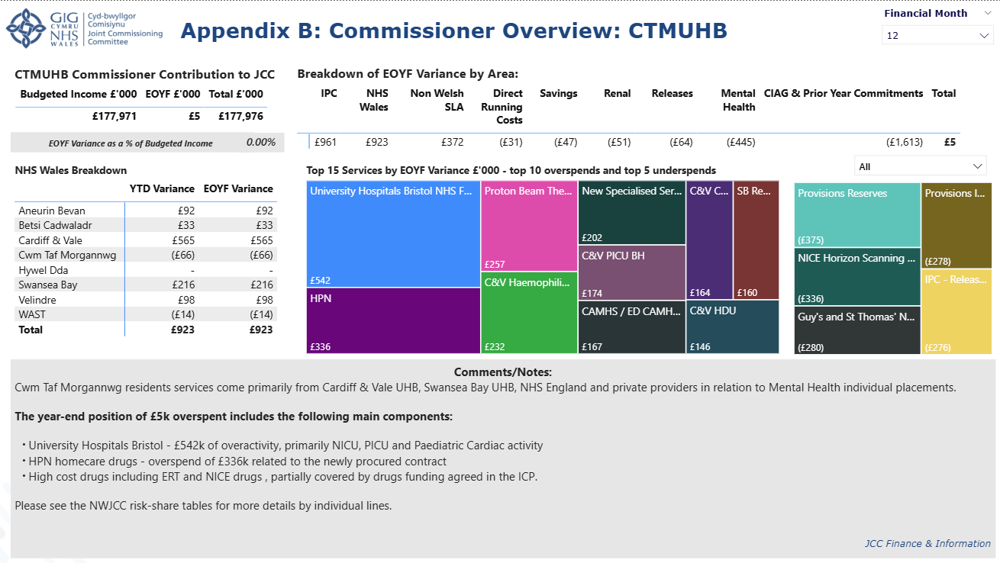 GIG
CYMRU
NHS
WALES
Cyd-bwyllgor
Comisiynu
Joint Commissioning
Committee
Appendix B: Commissioner Overview: CTMUHB
Financial Month
12
CTMUHB Commissioner Contribution to JCC
Budgeted Income £'000 EOYF £'000 Total £'000
£177,971 £5 £177,976
EOYF Variance as a % of Budgeted Income 0.00%
Breakdown of EOYF Variance by Area:
IPC NHS Wales Non Welsh SLA Direct Running Costs Savings Renal Releases Mental Health CIAG & Prior Year Commitments Total
£961 £923 £372 (£31) (£47) (£51) (£64) (£445) (£1,613) £5
NHS Wales Breakdown
YTD Variance EOYF Variance
Aneurin Bevan £92 £92
Betsi Cadwaladr £33 £33
Cardiff & Vale £565 £565
Cwm Taf Morgannwg (£66) (£66)
Hywel Dda - -
Swansea Bay £216 £216
Velindre £98 £98
WAST (£14) (£14)
Total £923 £923
Top 15 Services by EOYF Variance £'000 - top 10 overspends and top 5 underspends
All
University Hospitals Bristol NHS F...
£542
HPN
£336
Proton Beam The...
£257
C&V Haemophili...
£232
New Specialised Ser...
£202
C&V PICU BH
£174
CAMHS / ED CAMH...
£167
C&V C...
£164
SB Re...
£160
C&V HDU
£146
Provisions Reserves
(£375)
NICE Horizon Scanning ...
(£336)
Guy's and St Thomas' N...
(£280)
Provisions I...
(£278)
IPC - Releas...
(£276)
Comments/Notes:
Cwm Taf Morgannwg residents services come primarily from Cardiff & Vale UHB, Swansea Bay UHB, NHS England and private providers in relation to Mental Health individual placements.
The year-end position of £5k overspent includes the following main components:
• University Hospitals Bristol - £542k of overactivity, primarily NICU, PICU and Paediatric Cardiac activity
• HPN homecare drugs - overspend of £336k related to the newly procured contract
• High cost drugs including ERT and NICE drugs , partially covered by drugs funding agreed in the ICP.
Please see the NWJCC risk-share tables for more details by individual lines.
JCC Finance & Information